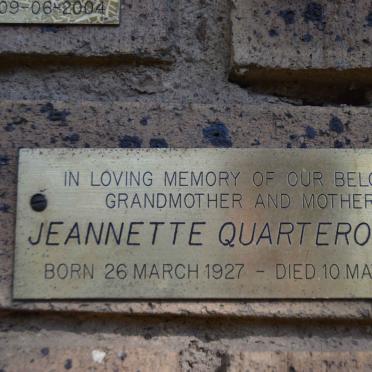 09-06-2004
IN LOVING MEMORY OF OUR BELO
GRANDMOTHER AND MOTHER
JEANNETTE QUARTERO
BORN 26 MARCH 1927 - DIED 10 MA